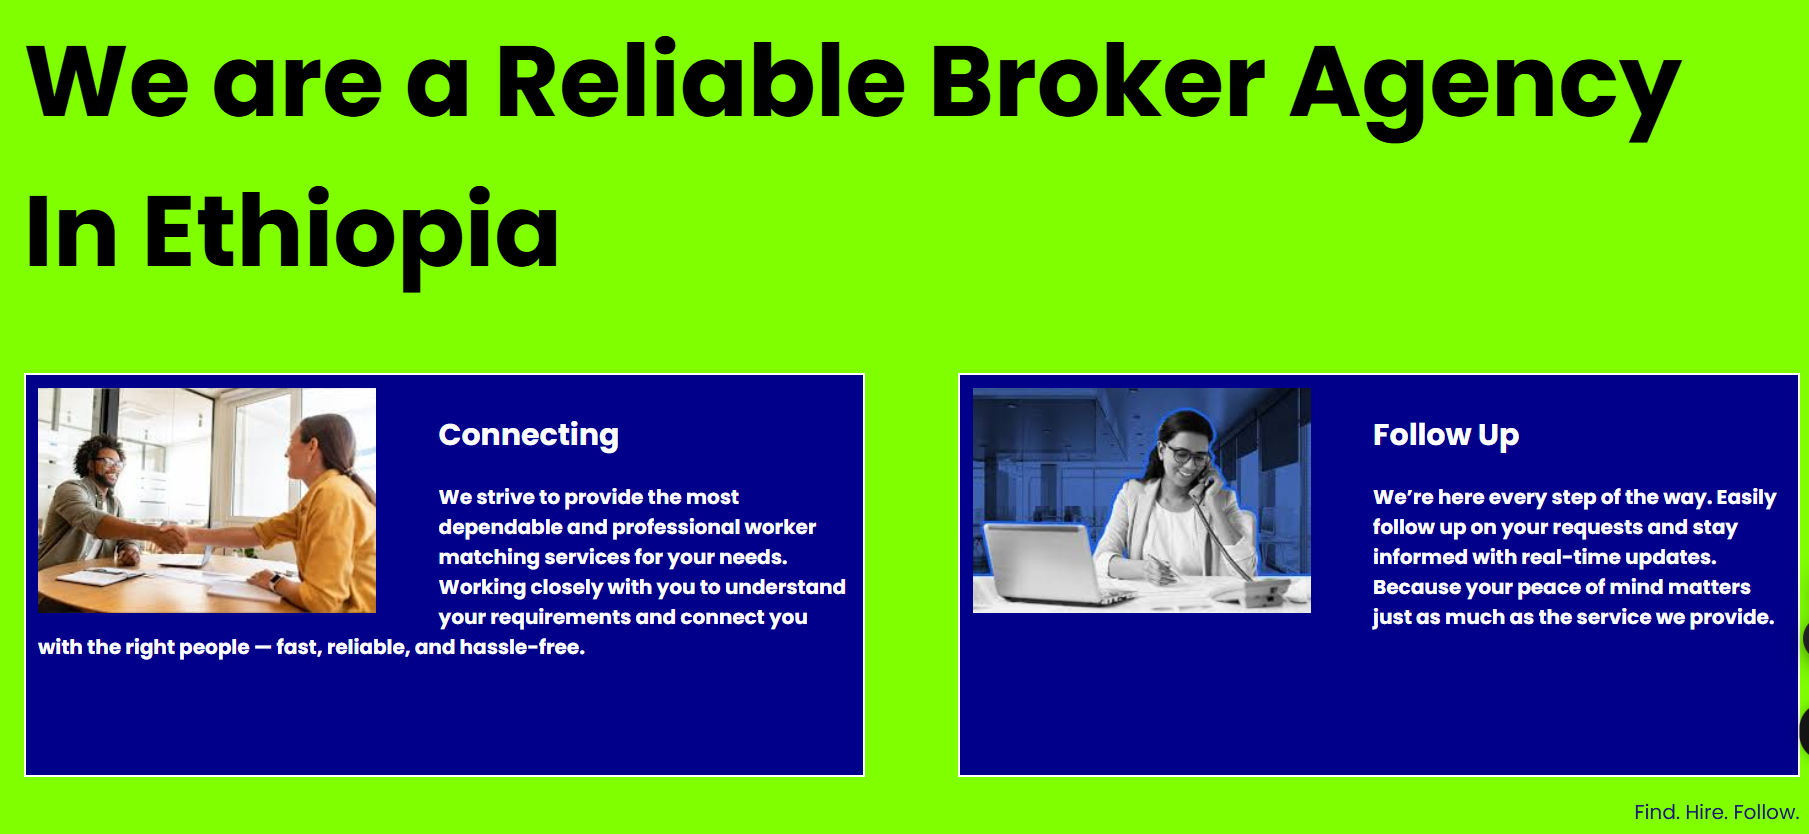 We are a Reliable Broker Agency
In Ethiopia
Connecting
We strive to provide the most
dependable and professional worker
matching services for your needs.
Working closely with you to understand
your requirements and connect you
with the right people — fast, reliable, and hassle-free.
Follow Up
We’re here every step of the way. Easily
follow up on your requests and stay
informed with real-time updates.
Because your peace of mind matters
just as much as the service we provide.
Find. Hire. Follow.